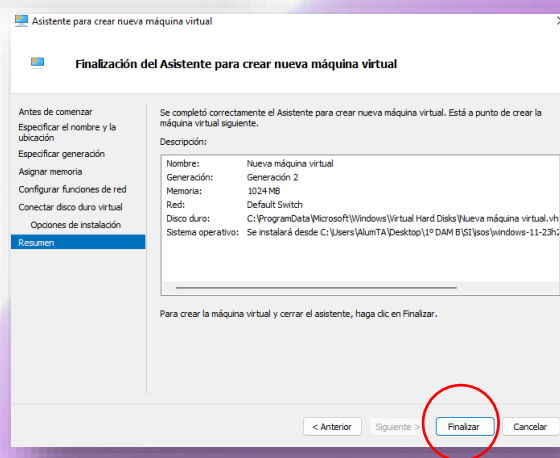 Asistente para crear nueva máquina virtual
Finalización del Asistente para crear nueva máquina virtual
Antes de comenzar
Especificar el nombre y la
ubicación
Especificar generación
Asignar memoria
Configurar funciones de red
Conectar disco duro virtual
Opciones de instalación
Resumen
Se completó correctamente el Asistente para crear nueva máquina virtual. Está a punto de crear la
máquina virtual siguiente.
Descripción:
Nombre: Nueva máquina virtual
Generación: Generación 2
Memoria: 1024 MB
Red: Default Switch
Disco duro: C:\ProgramData\Microsoft\Windows\Virtual Hard Disks\Nueva máquina virtual.vh
Sistema operativo: Se instalará desde C:\Users\AlumTA\Desktop\1º DAM B\SI\isos\windows-11-23h2
Para crear la máquina virtual y cerrar el asistente, haga clic en Finalizar.
< Anterior Siguiente > Finalizar Cancelar